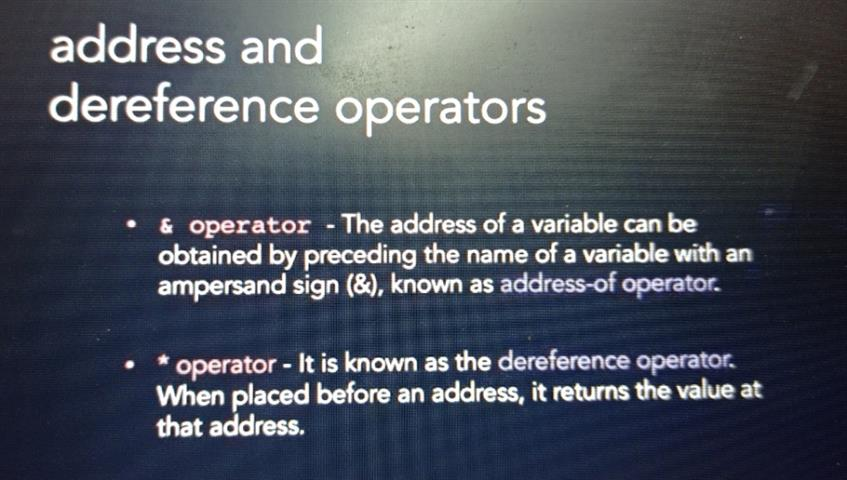 address and
dereference operators
• & operator - The address of a variable can be
obtained by preceding the name of a variable with an
ampersand sign (&), known as address-of operator.
• * operator - It is known as the dereference operator.
When placed before an address, it returns the value at
that address.